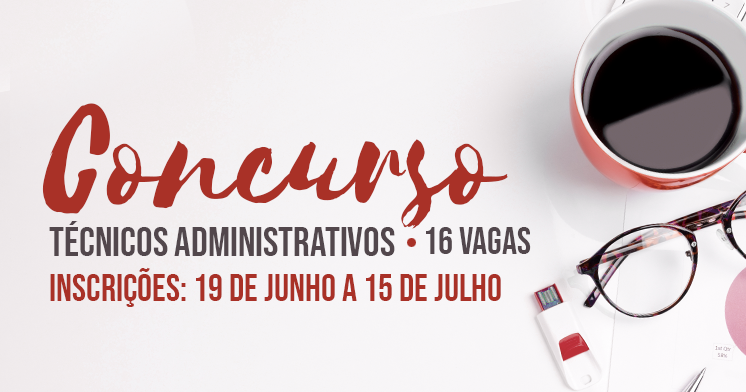 Concurso
TÉCNICOS ADMINISTRATIVOS • 16 VAGAS
INSCRIÇÕES: 19 DE JUNHO A 15 DE JULHO